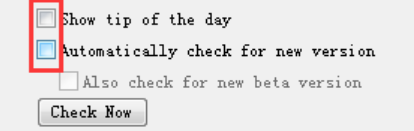 Show tip of the day
Automatically check for new version
Also check for new beta version
Check Now